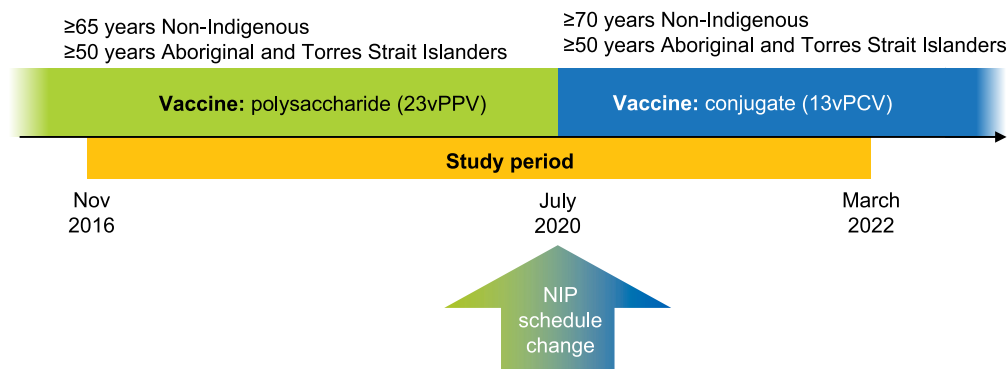 ≥65 years Non-Indigenous
≥50 years Aboriginal and Torres Strait Islanders
≥70 years Non-Indigenous
≥50 years Aboriginal and Torres Strait Islanders
Vaccine: polysaccharide (23vPPV)
Vaccine: conjugate (13vPCV)
Study period
Nov
2016
July
2020
March
2022
NIP
schedule
change